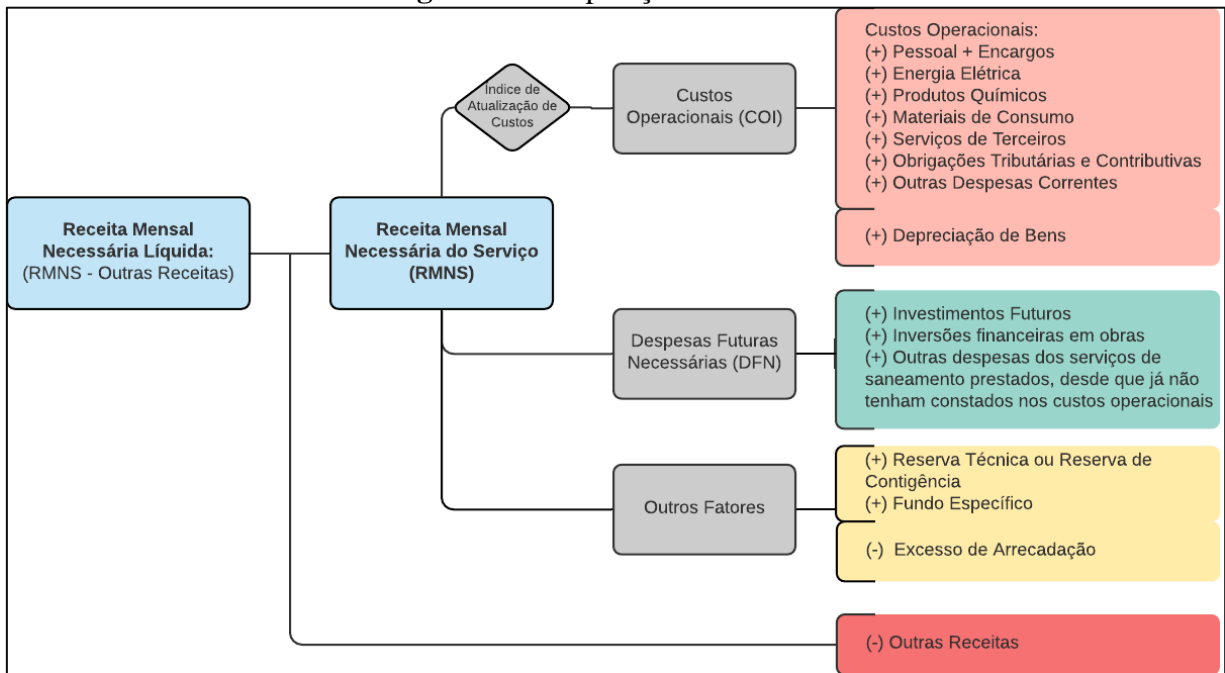 Índice de
Atualização de
Custos
Custos
Operacionais (COI)
Custos Operacionais:
(+) Pessoal + Encargos
(+) Energia Elétrica
(+) Produtos Químicos
(+) Materiais de Consumo
(+) Serviços de Terceiros
(+) Obrigações Tributárias e Contributivas
(+) Outras Despesas Correntes
(+) Depreciação de Bens
Receita Mensal
Necessária Líquida:
(RMNS - Outras Receitas)
Receita Mensal
Necessária do Serviço
(RMNS)
Despesas Futuras
Necessárias (DFN)
(+) Investimentos Futuros
(+) Inversões financeiras em obras
(+) Outras despesas dos serviços de
saneamento prestados, desde que já não
tenham constados nos custos operacionais
Outros Fatores
(+) Reserva Técnica ou Reserva de
Contigência
(+) Fundo Específico
(-) Excesso de Arrecadação
(-) Outras Receitas